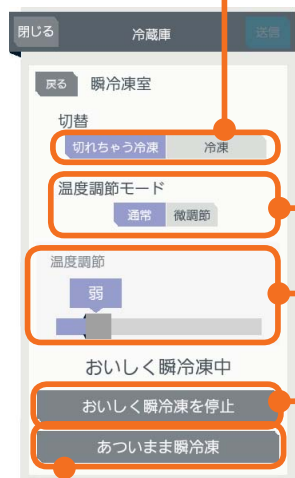 閉じる 冷蔵庫 送信
戻る 瞬冷凍室
切替
切れちゃう冷凍 冷凍
温度調節モード
通常 微調節
温度調節
弱
おいしく瞬冷凍中
おいしく瞬冷凍を停止
あついまま瞬冷凍